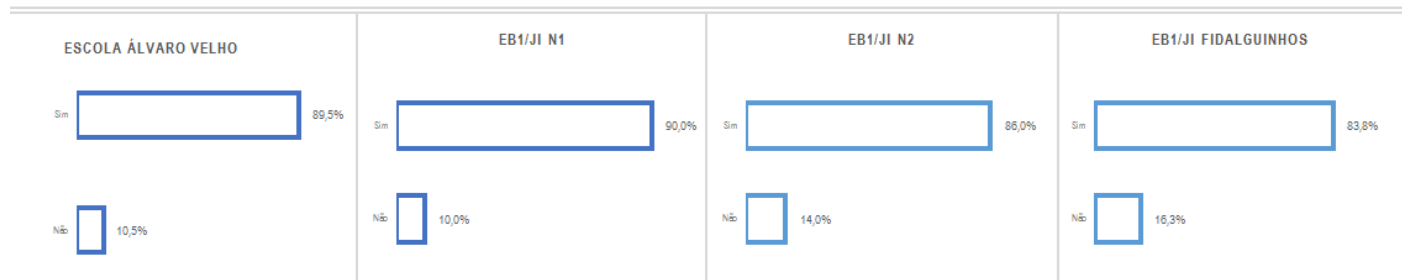 ESCOLA ÁLVARO VELHO
Sim
89,5%
Não
10,5%
EB1/JI N1
Sim
90,0%
Não
10,0%
EB1/JI N2
Sim
86,0%
Não
14,0%
EB1/JI FIDALGUINHOS
Sim
83,8%
Não
16,3%